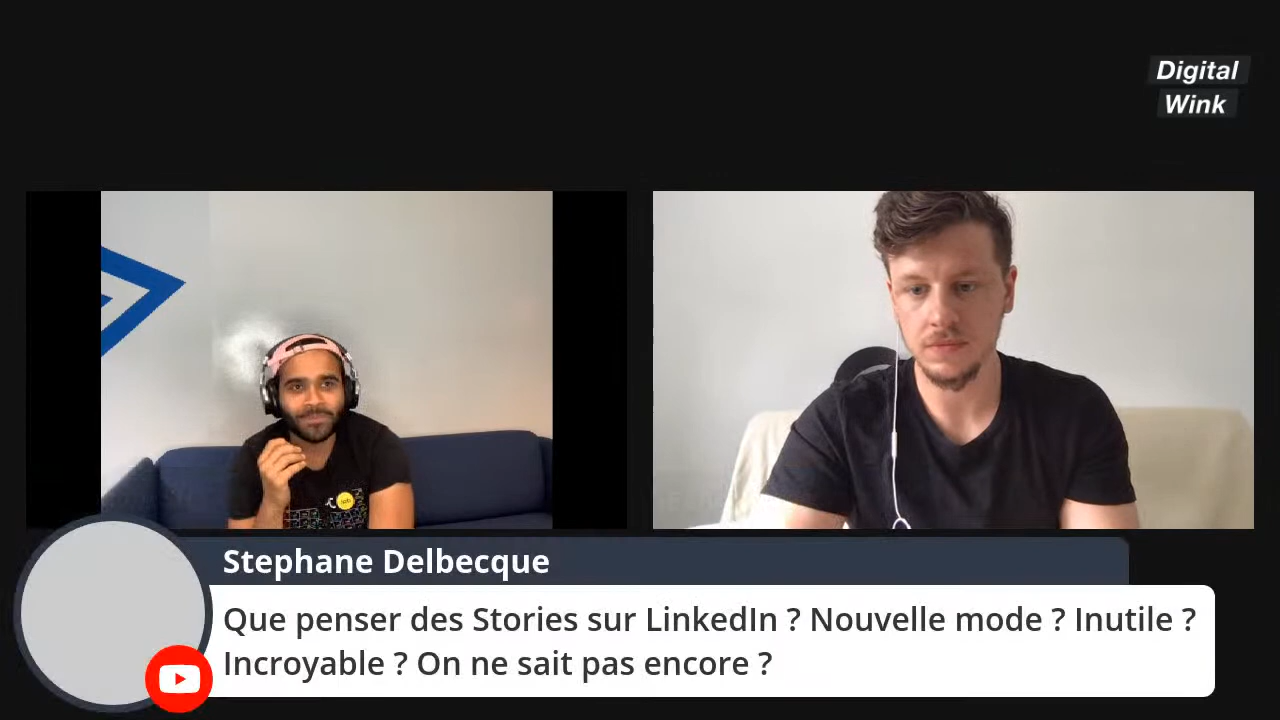 Digital
Wink
Stephane Delbecque
Que penser des Stories sur LinkedIn ? Nouvelle mode ? Inutile ?
Incroyable ? On ne sait pas encore ?